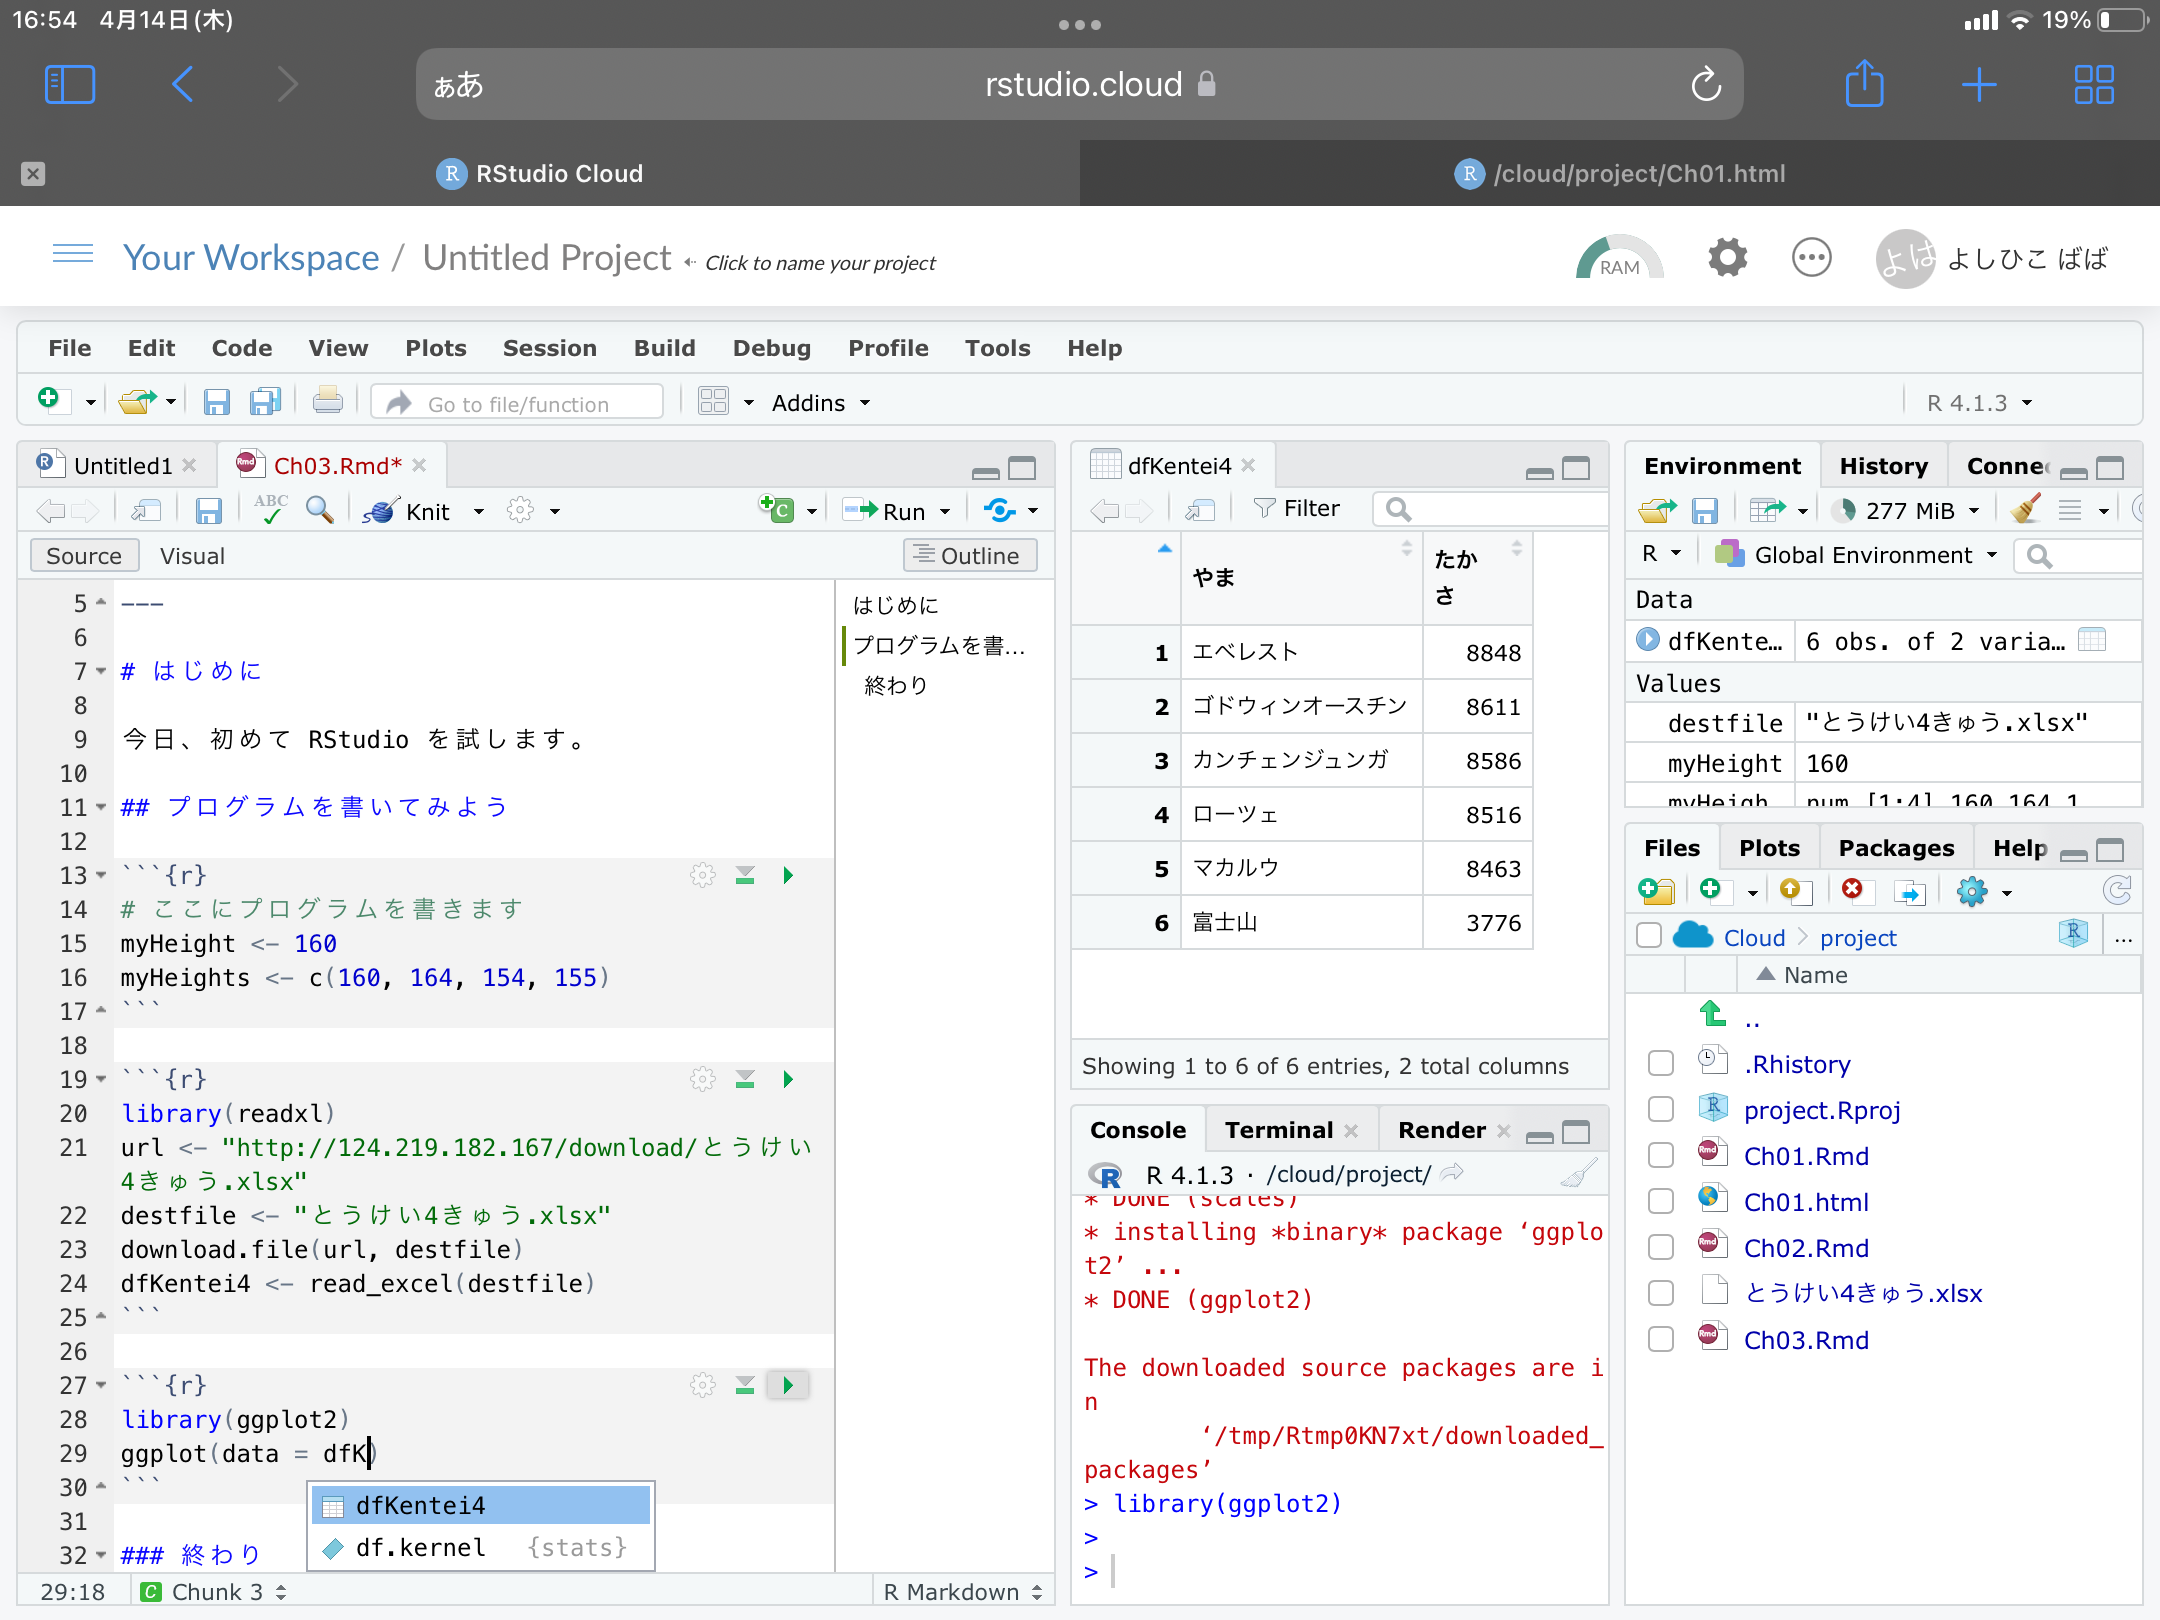 16:54 4月14日(木)
19%
ぁあ
rstudio.cloud
RStudio Cloud
/cloud/project/Ch01.html
Your Workspace / Untitled Project Click to name your project
RAM
よは よしひこ ばば
File Edit Code View Plots Session Build Debug Profile Tools Help
Go to file/function
Addins
R 4.1.3
Untitled1
Ch03.Rmd*
ABC
Knit
Run
Source Visual
Outline
5 ---
6
7 # はじめに
8
9 今日、初めて RStudio を試します。
10
11 ## プログラムを書いてみよう
12
13 ```{r}
14 # ここにプログラムを書きます
15 myHeight <- 160
16 myHeights <- c(160, 164, 154, 155)
17 ```
18
19 ```{r}
20 library(readxl)
21 url <- "http://124.219.182.167/download/とうけい
4きゅう.xlsx"
22 destfile <- "とうけい4きゅう.xlsx"
23 download.file(url, destfile)
24 dfKentei4 <- read_excel(destfile)
25 ```
26
27 ```{r}
28 library(ggplot2)
29 ggplot(data = dfK)
30 ```
dfKentei4
31
df.kernel {stats}
32 ### 終わり
29:18 Chunk 3 R Markdown
はじめに
プログラムを書...
終わり
dfKentei4
Filter
やま たか
さ
1 エベレスト 8848
2 ゴドウィンオースチン 8611
3 カンチェンジュンガ 8586
4 ローツェ 8516
5 マカルウ 8463
6 富士山 3776
Showing 1 to 6 of 6 entries, 2 total columns
Console Terminal Render
R 4.1.3 · /cloud/project/
* DONE (scales)
* installing *binary* package ‘ggplo
t2’ ...
* DONE (ggplot2)
The downloaded source packages are i
n
‘/tmp/Rtmp0KN7xt/downloaded_
packages’
> library(ggplot2)
>
>
Environment History Conne
277 MiB
R Global Environment
Data
dfKente… 6 obs. of 2 varia…
Values
destfile "とうけい4きゅう.xlsx"
myHeight 160
myHeigh num [1:4] 160 164 1
Files Plots Packages Help
Cloud project ...
Name
..
.Rhistory
project.Rproj
Ch01.Rmd
Ch01.html
Ch02.Rmd
とうけい4きゅう.xlsx
Ch03.Rmd